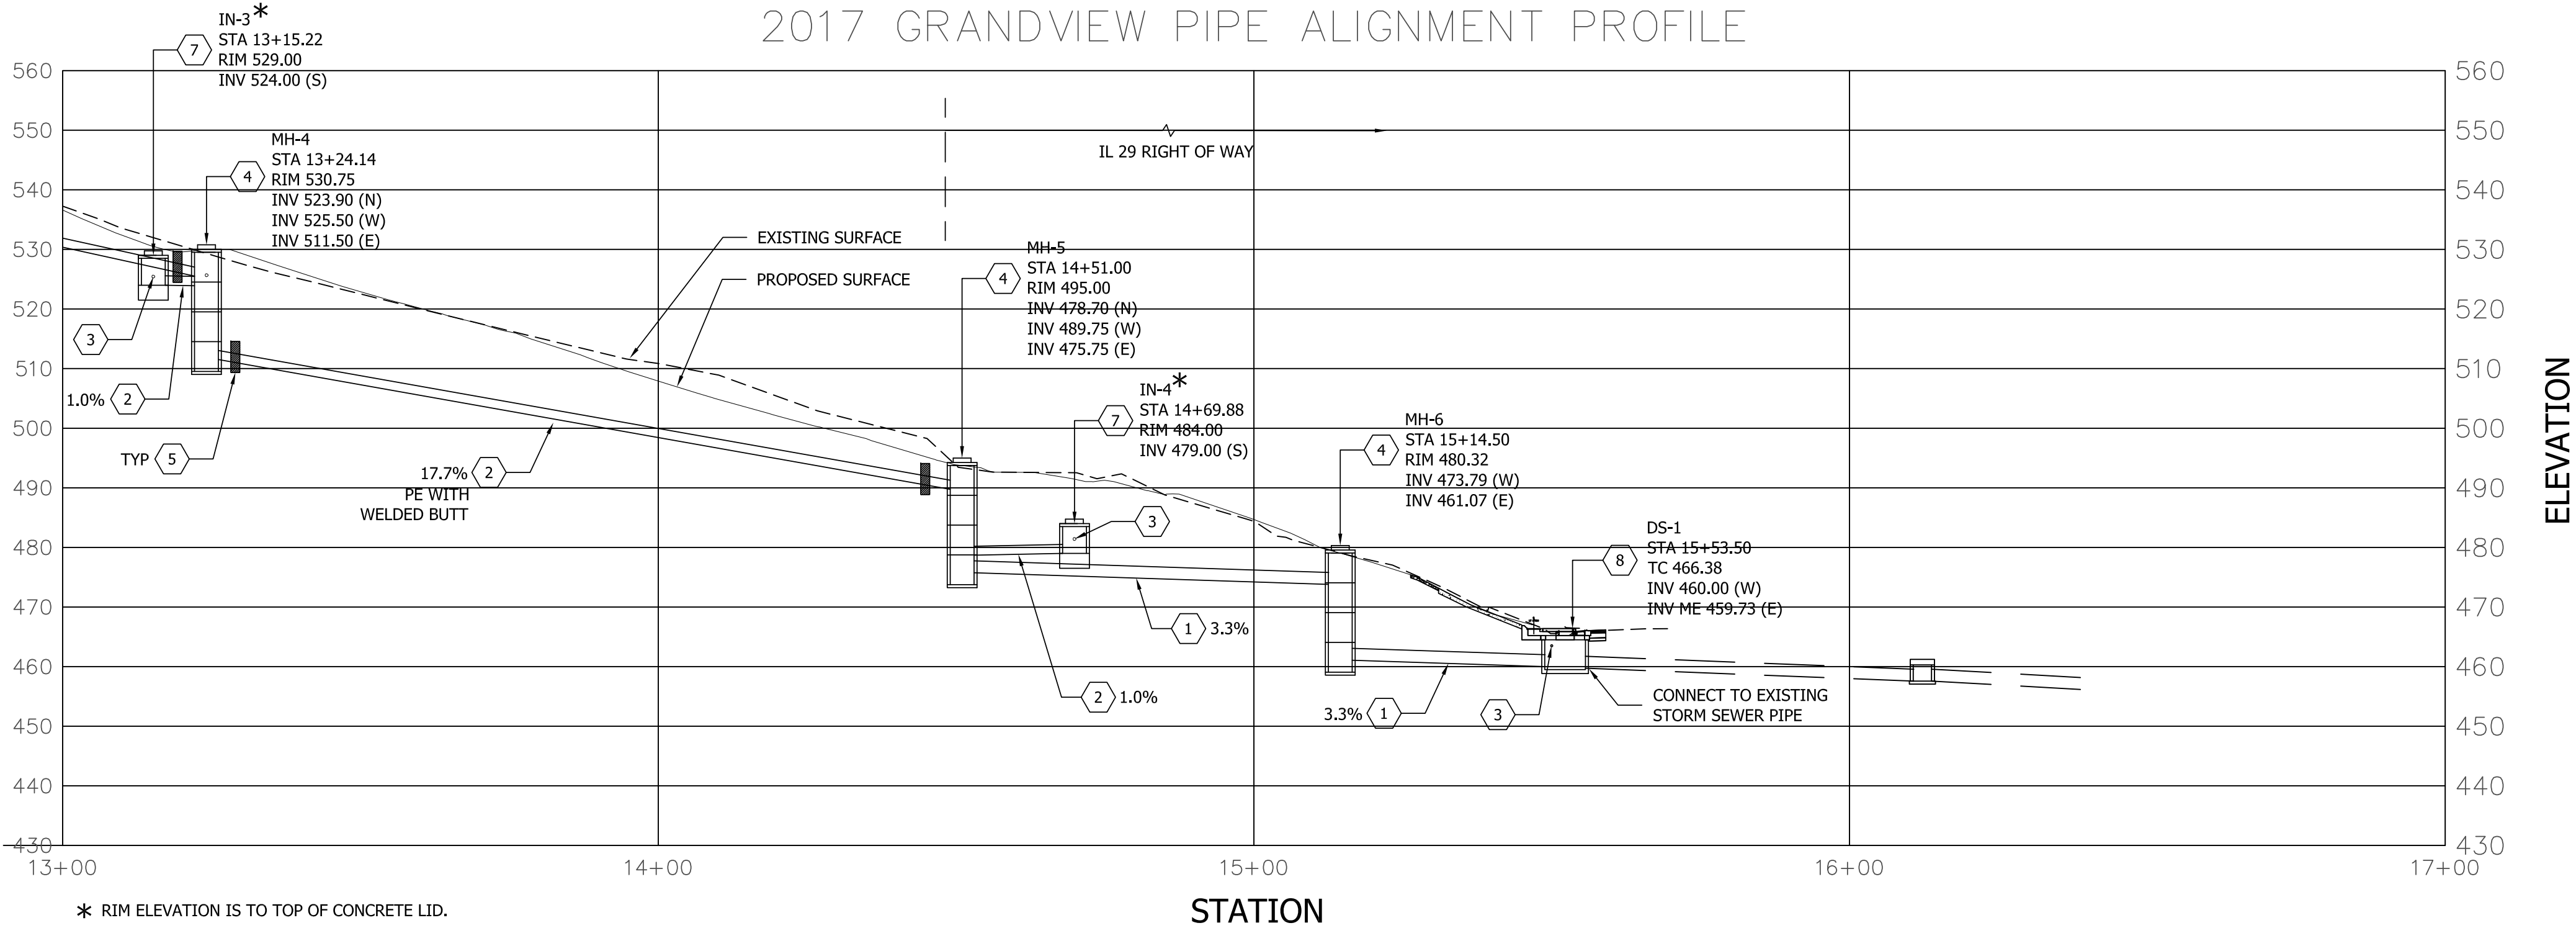 2017 GRANDVIEW PIPE ALIGNMENT PROFILE
IN-3*
7
STA 13+15.22
RIM 529.00
INV 524.00 (S)
560
560
550
550
IL 29 RIGHT OF WAY
MH-4
STA 13+24.14
4
RIM 530.75
INV 523.90 (N)
INV 525.50 (W)
INV 511.50 (E)
540
540
530
530
EXISTING SURFACE
PROPOSED SURFACE
MH-5
4
STA 14+51.00
RIM 495.00
INV 478.70 (N)
INV 489.75 (W)
INV 475.75 (E)
520
520
3
510
510
1.0% 2
IN-4*
7
STA 14+69.88
RIM 484.00
INV 479.00 (S)
500
500
MH-6
4
STA 15+14.50
RIM 480.32
INV 473.79 (W)
INV 461.07 (E)
TYP 5
17.7% 2
PE WITH
WELDED BUTT
490
490
3
480
480
DS-1
8
STA 15+53.50
TC 466.38
INV 460.00 (W)
INV ME 459.73 (E)
470
470
1 3.3%
460
460
2 1.0%
3.3% 1
3
CONNECT TO EXISTING
STORM SEWER PIPE
450
450
440
440
430
430
ELEVATION
13+00
14+00
15+00
16+00
17+00
STATION
* RIM ELEVATION IS TO TOP OF CONCRETE LID.